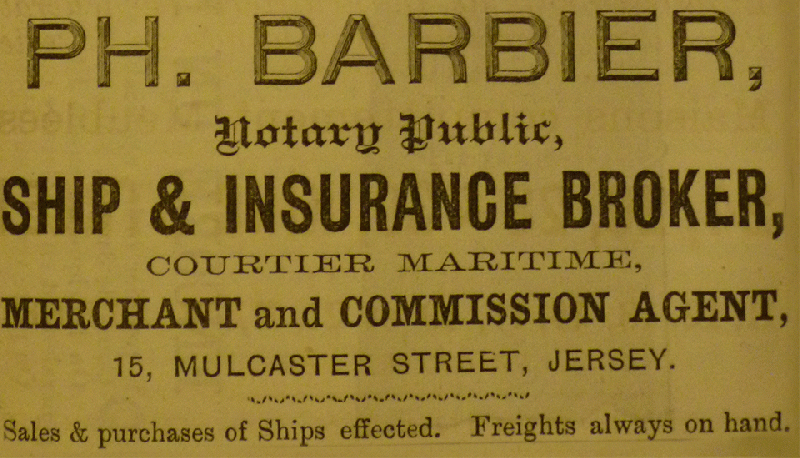 PH. BARBIER,
Notary Public,
SHIP & INSURANCE BROKER,
COURTIER MARITIME,
MERCHANT and COMMISSION AGENT,
15, MULCASTER STREET, JERSEY.
Sales & purchases of Ships effected. Freights always on hand.